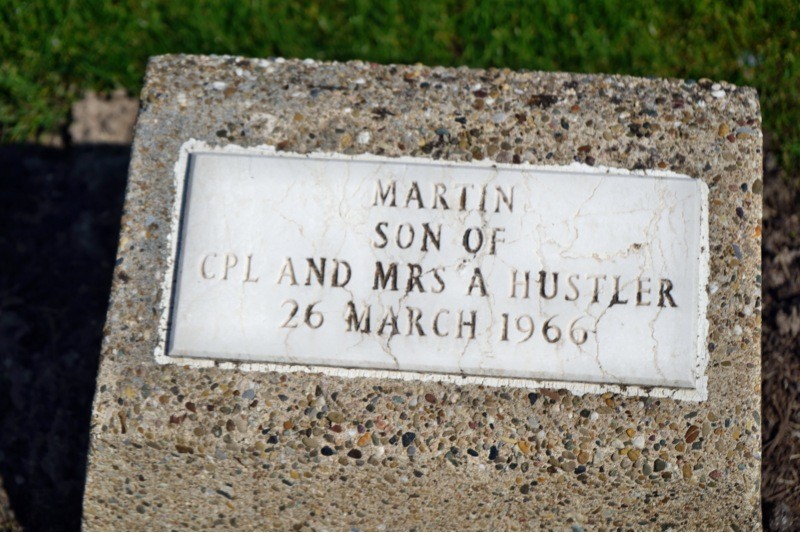 MARTIN
SON OF
CPL AND MRS A HUSTLER
26 MARCH 1966